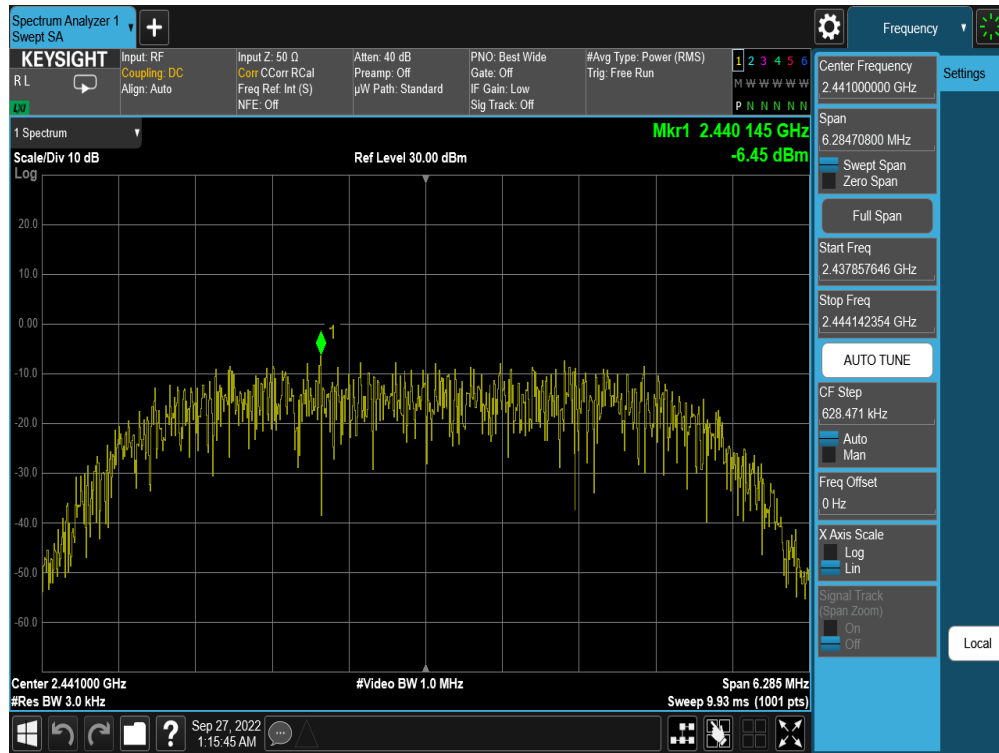 Spectrum Analyzer 1
Swept SA
Frequency
KEYSIGHT
R L
LXI
Input: RF
Coupling: DC
Align: Auto
Input Z: 50 Ω
Corr CCorr RCal
Freq Ref: Int (S)
NFE: Off
Atten: 40 dB
Preamp: Off
µW Path: Standard
PNO: Best Wide
Gate: Off
IF Gain: Low
Sig Track: Off
#Avg Type: Power (RMS)
Trig: Free Run
1 2 3 4 5 6
M W W W W W
P N N N N N
1 Spectrum
Mkr1 2.440 145 GHz
Scale/Div 10 dB
Ref Level 30.00 dBm
-6.45 dBm
Log
20.0
10.0
0.00
1
-10.0
-20.0
-30.0
-40.0
-50.0
-60.0
Center 2.441000 GHz
#Video BW 1.0 MHz
Span 6.285 MHz
#Res BW 3.0 kHz
Sweep 9.93 ms (1001 pts)
Center Frequency
2.441000000 GHz
Settings
Span
6.28470800 MHz
Swept Span
Zero Span
Full Span
Start Freq
2.437857646 GHz
Stop Freq
2.444142354 GHz
AUTO TUNE
CF Step
628.471 kHz
Auto
Man
Freq Offset
0 Hz
X Axis Scale
Log
Lin
Signal Track
(Span Zoom)
On
Off
Local
?
Sep 27, 2022
1:15:45 AM